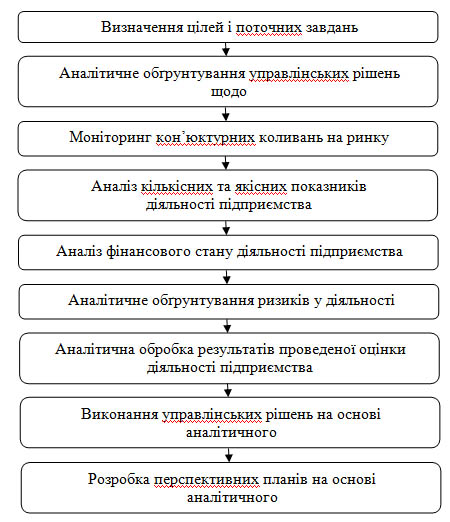 Визначення цілей і поточних завдань
Аналітичне обґрунтування управлінських рішень
щодо
Моніторинг кон’юктурних коливань на ринку
Аналіз кількісних та якісних показників
діяльності підприємства
Аналіз фінансового стану діяльності підприємства
Аналітичне обґрунтування ризиків у діяльності
Аналітична обробка результатів проведеної оцінки
діяльності підприємства
Виконання управлінських рішень на основі
аналітичного
Розробка перспективних планів на основі
аналітичного